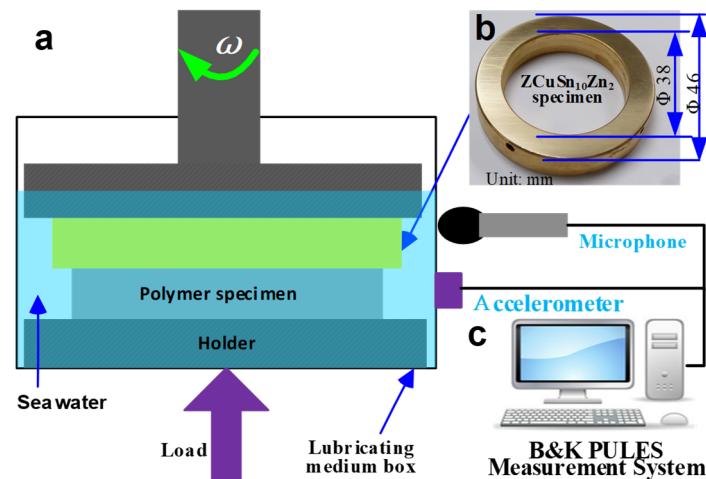 a
ω
b
ZCuSn₁₀Zn₂
specimen
Φ 38
Φ 46
Unit: mm
Microphone
Accelerometer
Polymer specimen
Holder
Sea water
Load
Lubricating
medium box
c
B&K PULES
Measurement System